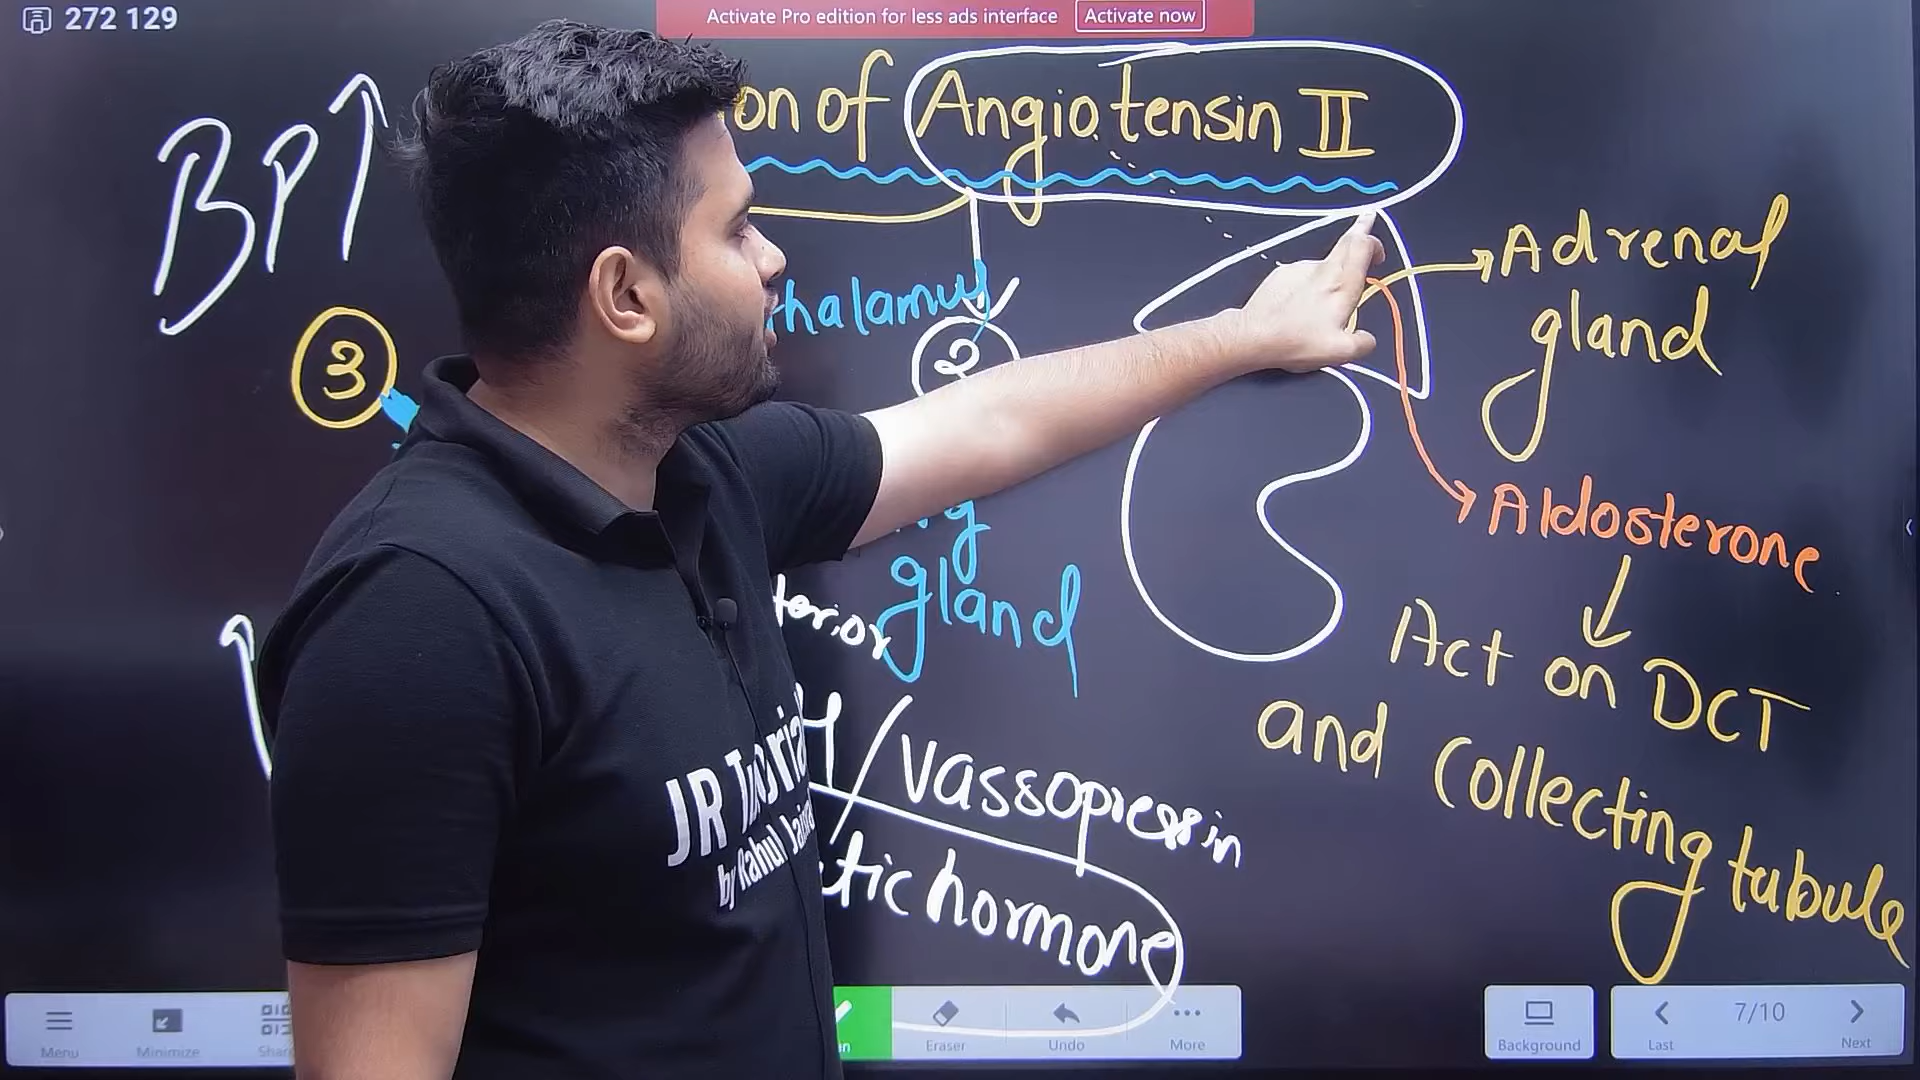 272 129
Activate Pro edition for less ads interface Activate now
on of Angiotensin II
BP↑
thalamus
3
2
Adrenal
gland
gland
Aldosterone
terior
Act on DCT
and collecting tubule
/ vassopressin
etic hormone
JR Tutorial
by Rahul
Menu
Minimize
Eraser
Undo
More
Background
Last
7/10
Next